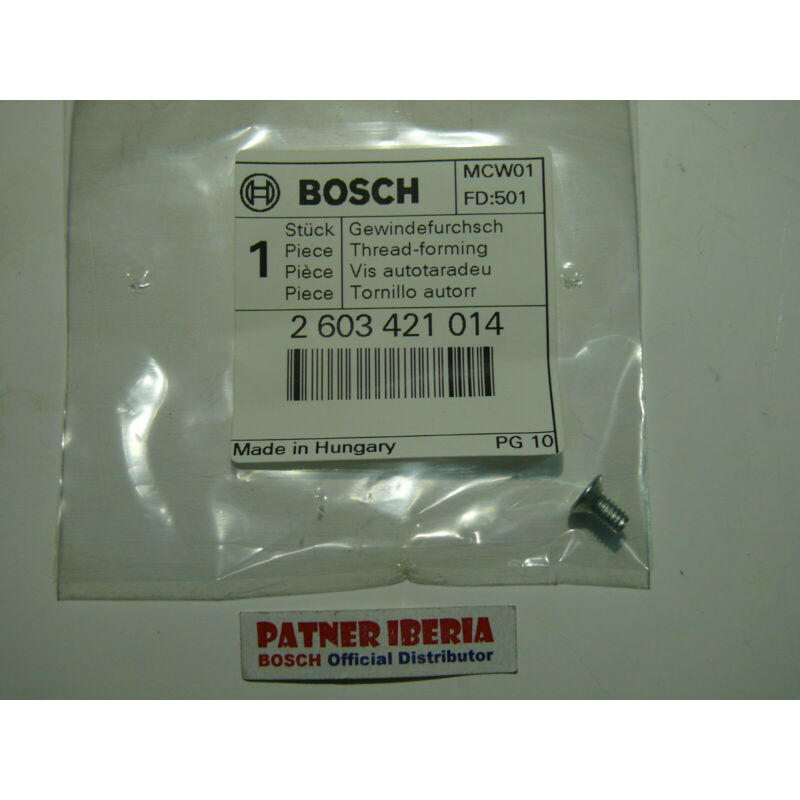 BOSCH
MCW01
FD:501
1
Stück
Piece
Pièce
Piece
Gewindefurchsch
Thread-forming
Vis autotaradeu
Tornillo autorr
2 603 421 014
Made in Hungary
PG 10
PATNER IBERIA
BOSCH Official Distributor